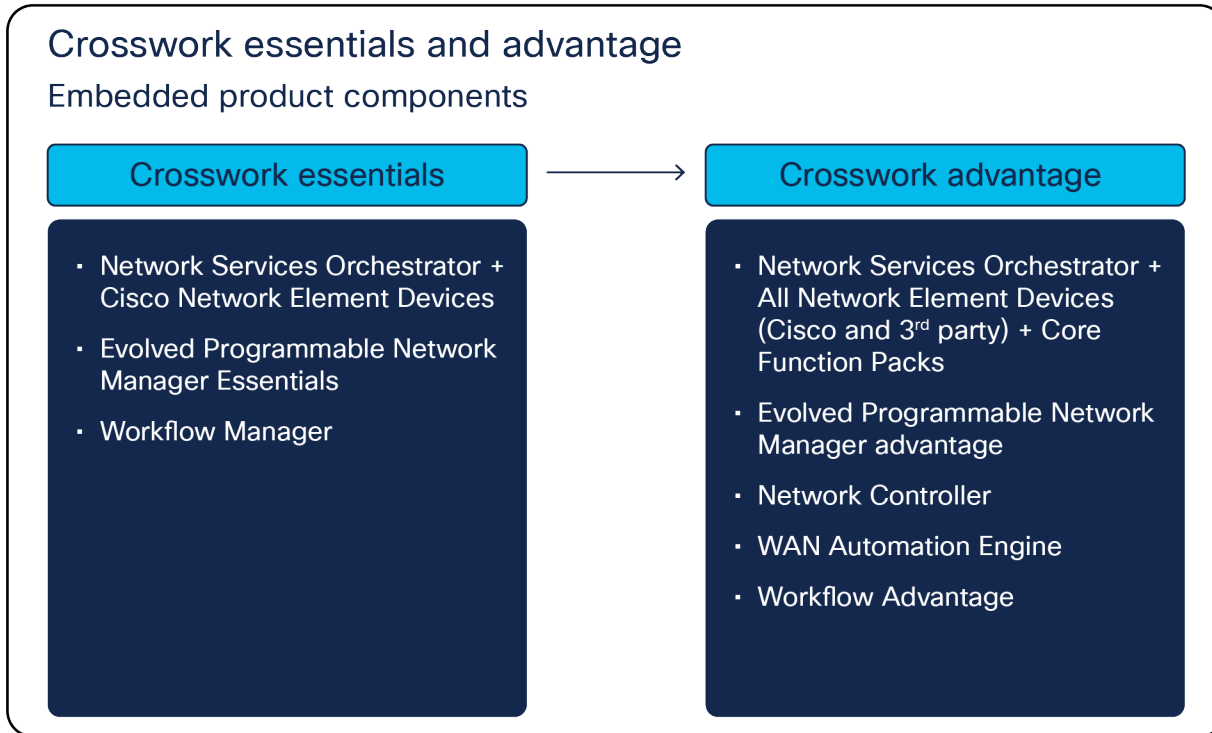 Crosswork essentials and advantage
Embedded product components
Crosswork essentials
▪ Network Services Orchestrator +
Cisco Network Element Devices
▪ Evolved Programmable Network
Manager Essentials
▪ Workflow Manager
Crosswork advantage
▪ Network Services Orchestrator +
All Network Element Devices
(Cisco and 3rd party) + Core
Function Packs
▪ Evolved Programmable Network
Manager advantage
▪ Network Controller
▪ WAN Automation Engine
▪ Workflow Advantage